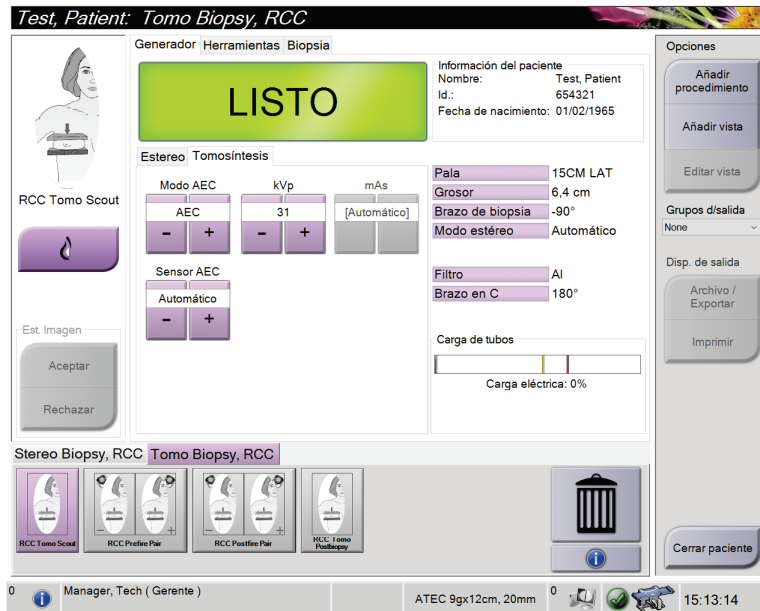 Test, Patient: Tomo Biopsy, RCC
Generador Herramientas Biopsia
LISTO
Información del paciente
Nombre: Test, Patient
Id.: 654321
Fecha de nacimiento: 01/02/1965
Opciones
Añadir
procedimiento
Añadir vista
Editar vista
Grupos d/salida
None
Disp. de salida
Archivo /
Exportar
Imprimir
Cerrar paciente
RCC Tomo Scout
Est. Imagen
Aceptar
Rechazar
Estereo Tomosíntesis
Modo AEC kVp mAs
AEC 31 [Automático]
- + - +
Sensor AEC
Automático
- +
Pala 15CM LAT
Grosor 6,4 cm
Brazo de biopsia -90°
Modo estéreo Automático
Filtro Al
Brazo en C 180°
Carga de tubos
Carga eléctrica: 0%
Stereo Biopsy, RCC Tomo Biopsy, RCC
RCC Tomo Scout
- +
RCC Prefire Pair
- +
RCC Postfire Pair
RCC Tomo
Postbiopsy
0 Manager, Tech ( Gerente ) ATEC 9gx12cm, 20mm 0 15:13:14